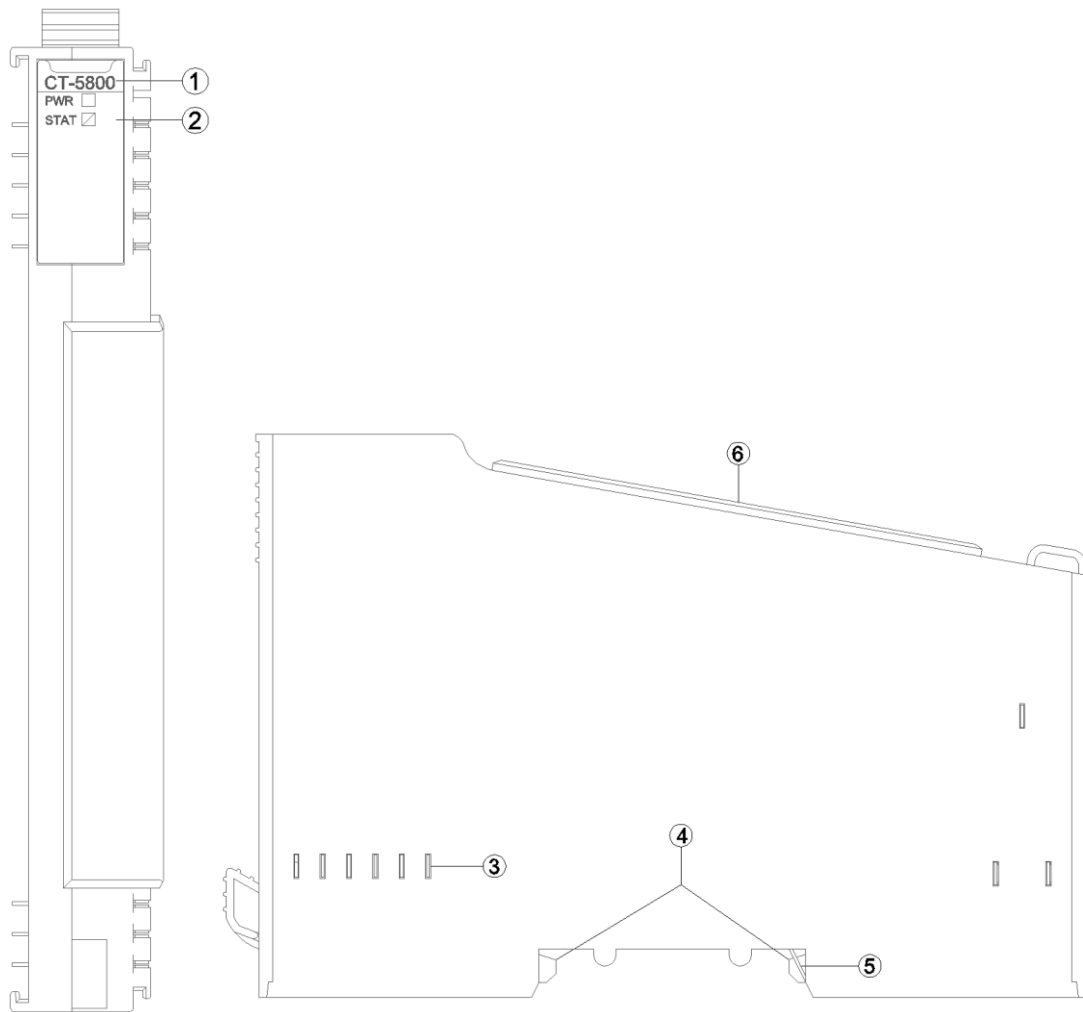 CT-5800
①
PWR
STAT
②
⑥
④
③
⑤